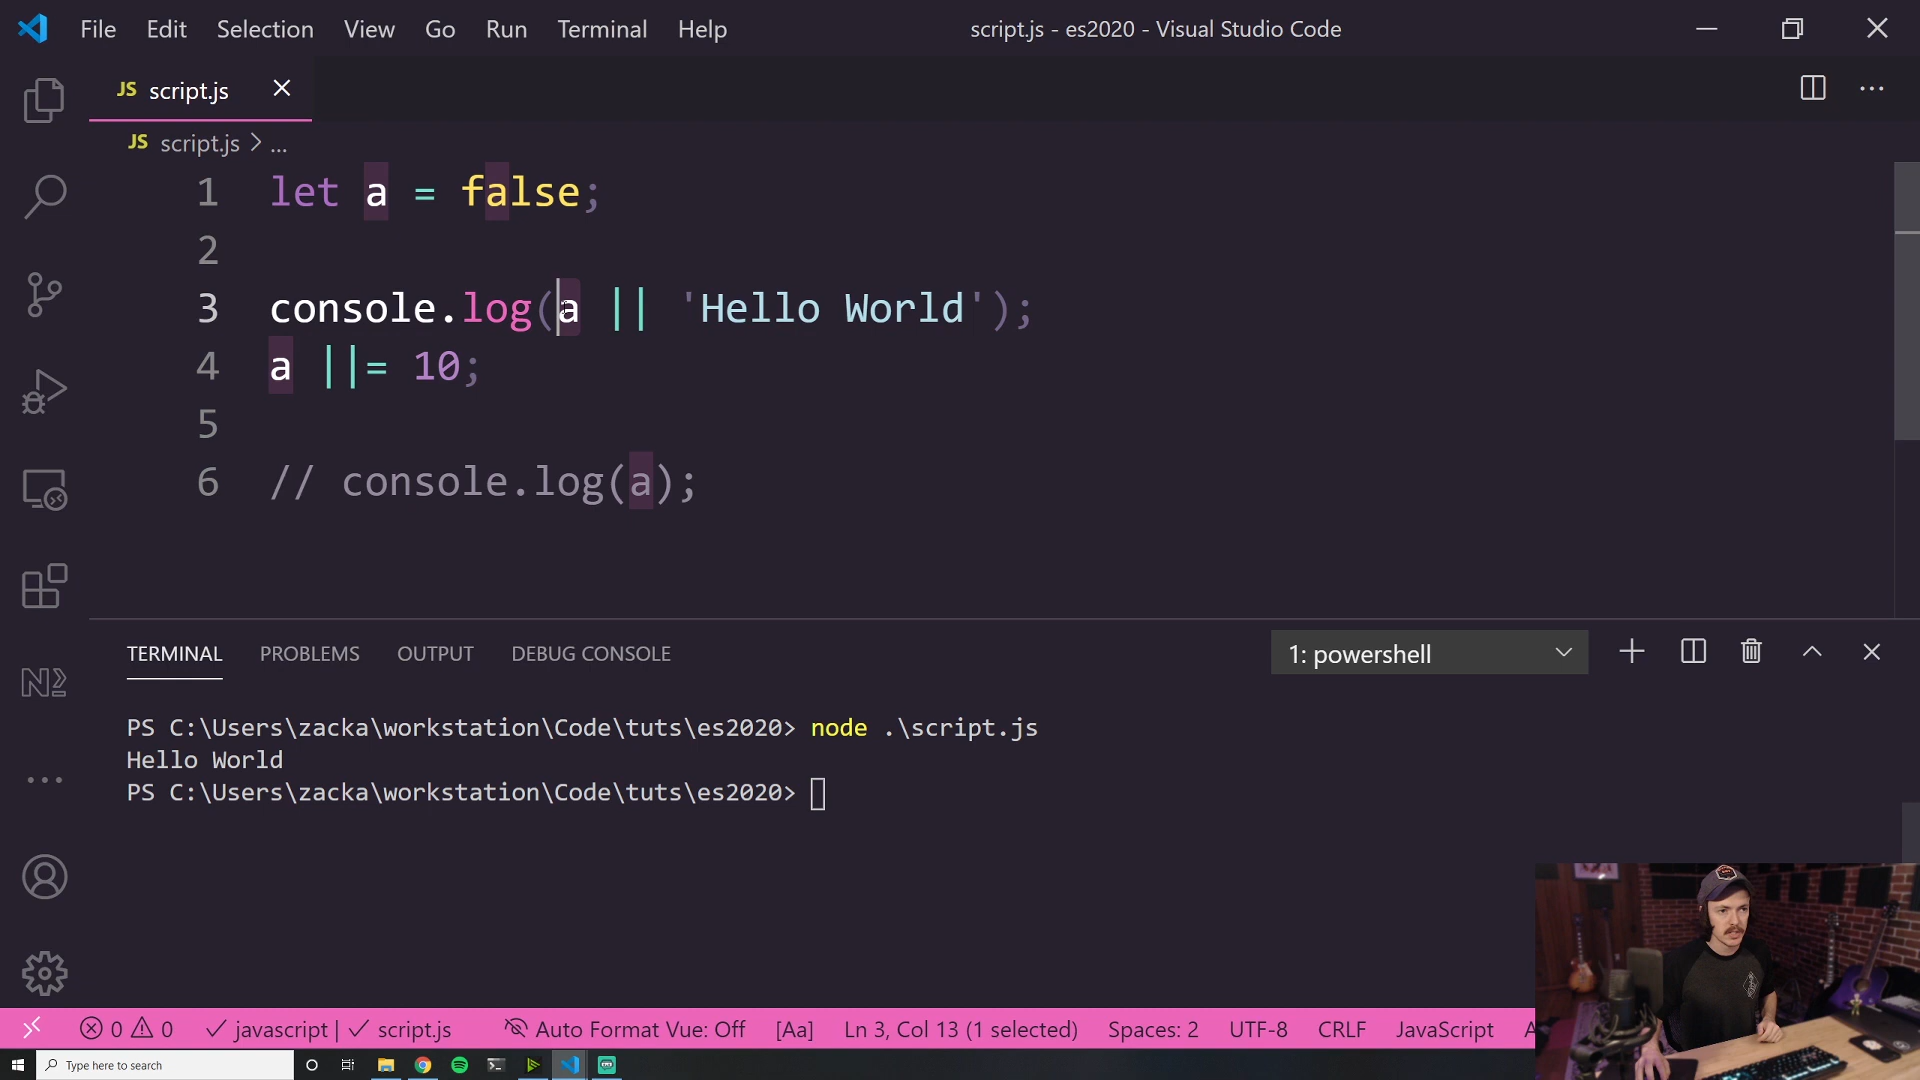 File Edit Selection View Go Run Terminal Help script.js - es2020 - Visual Studio Code
JS script.js
JS script.js > ...
1 let a = false;
2
3 console.log(a || 'Hello World');
4 a ||= 10;
5
6 // console.log(a);
TERMINAL PROBLEMS OUTPUT DEBUG CONSOLE 1: powershell
PS C:\Users\zacka\workstation\Code\tuts\es2020> node .\script.js
Hello World
PS C:\Users\zacka\workstation\Code\tuts\es2020>
0 0 javascript | script.js Auto Format Vue: Off [Aa] Ln 3, Col 13 (1 selected) Spaces: 2 UTF-8 CRLF JavaScript
Type here to search